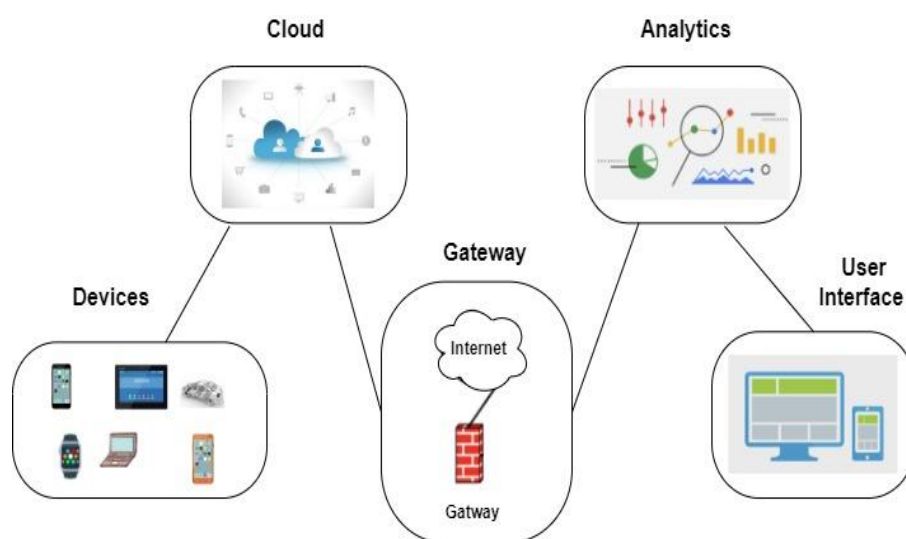 Cloud
Analytics
Gateway
Devices
User
Interface
Internet
Gatway